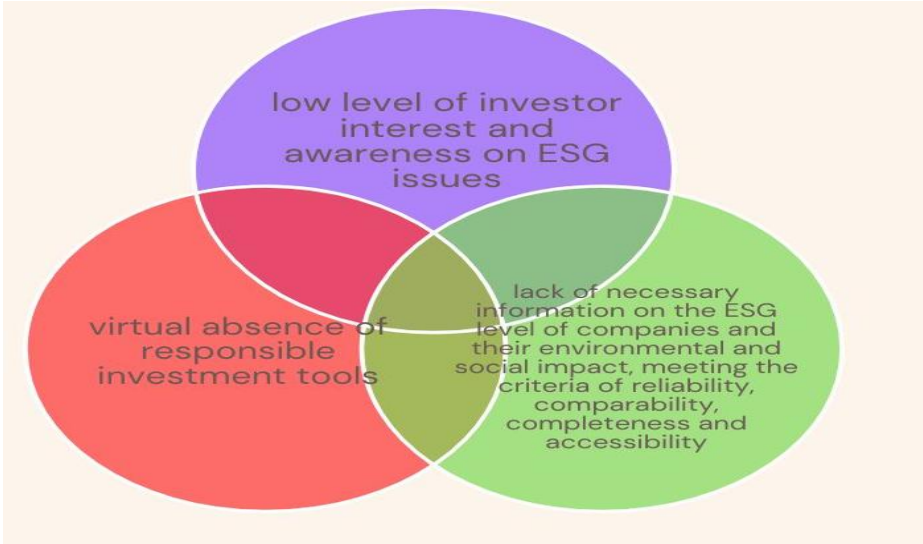 low level of investor
interest and
awareness on ESG
issues
virtual absence of
responsible
investment tools
lack of necessary
information on the ESG
level of companies and
their environmental and
social impact, meeting the
criteria of reliability,
comparability,
completeness and
accessibility